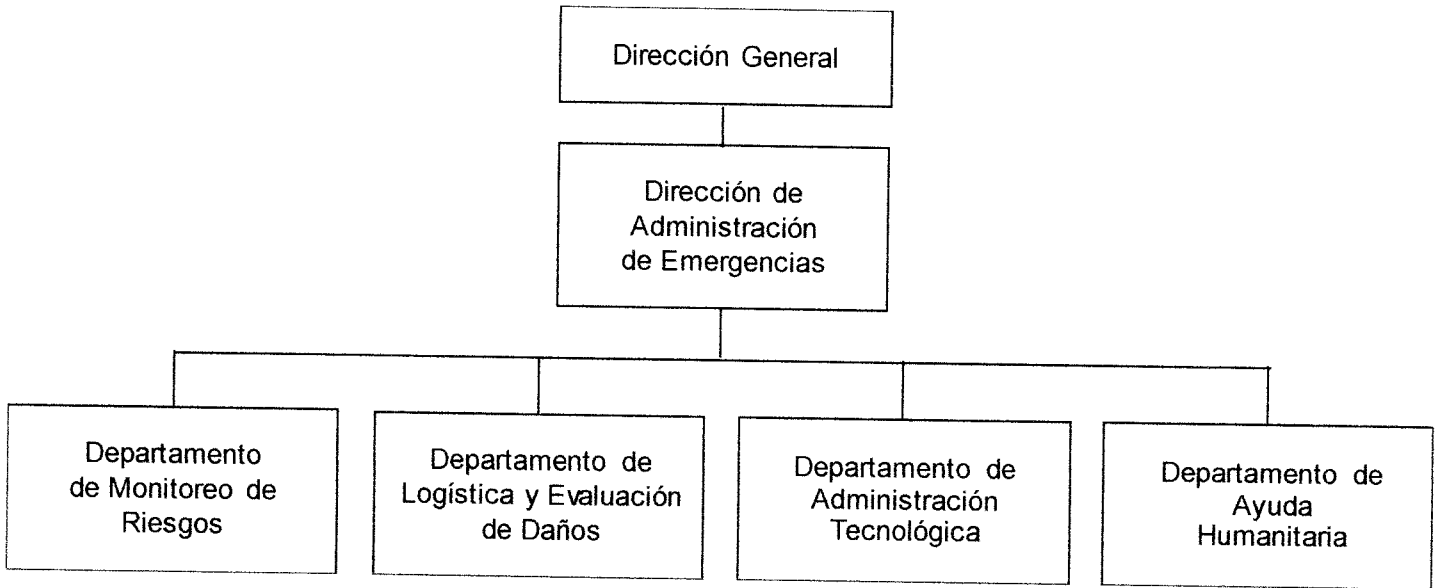 Dirección General
Dirección de
Administración
de Emergencias
Departamento
de Monitoreo de
Riesgos
Departamento de
Logística y Evaluación
de Daños
Departamento de
Administración
Tecnológica
Departamento de
Ayuda
Humanitaria